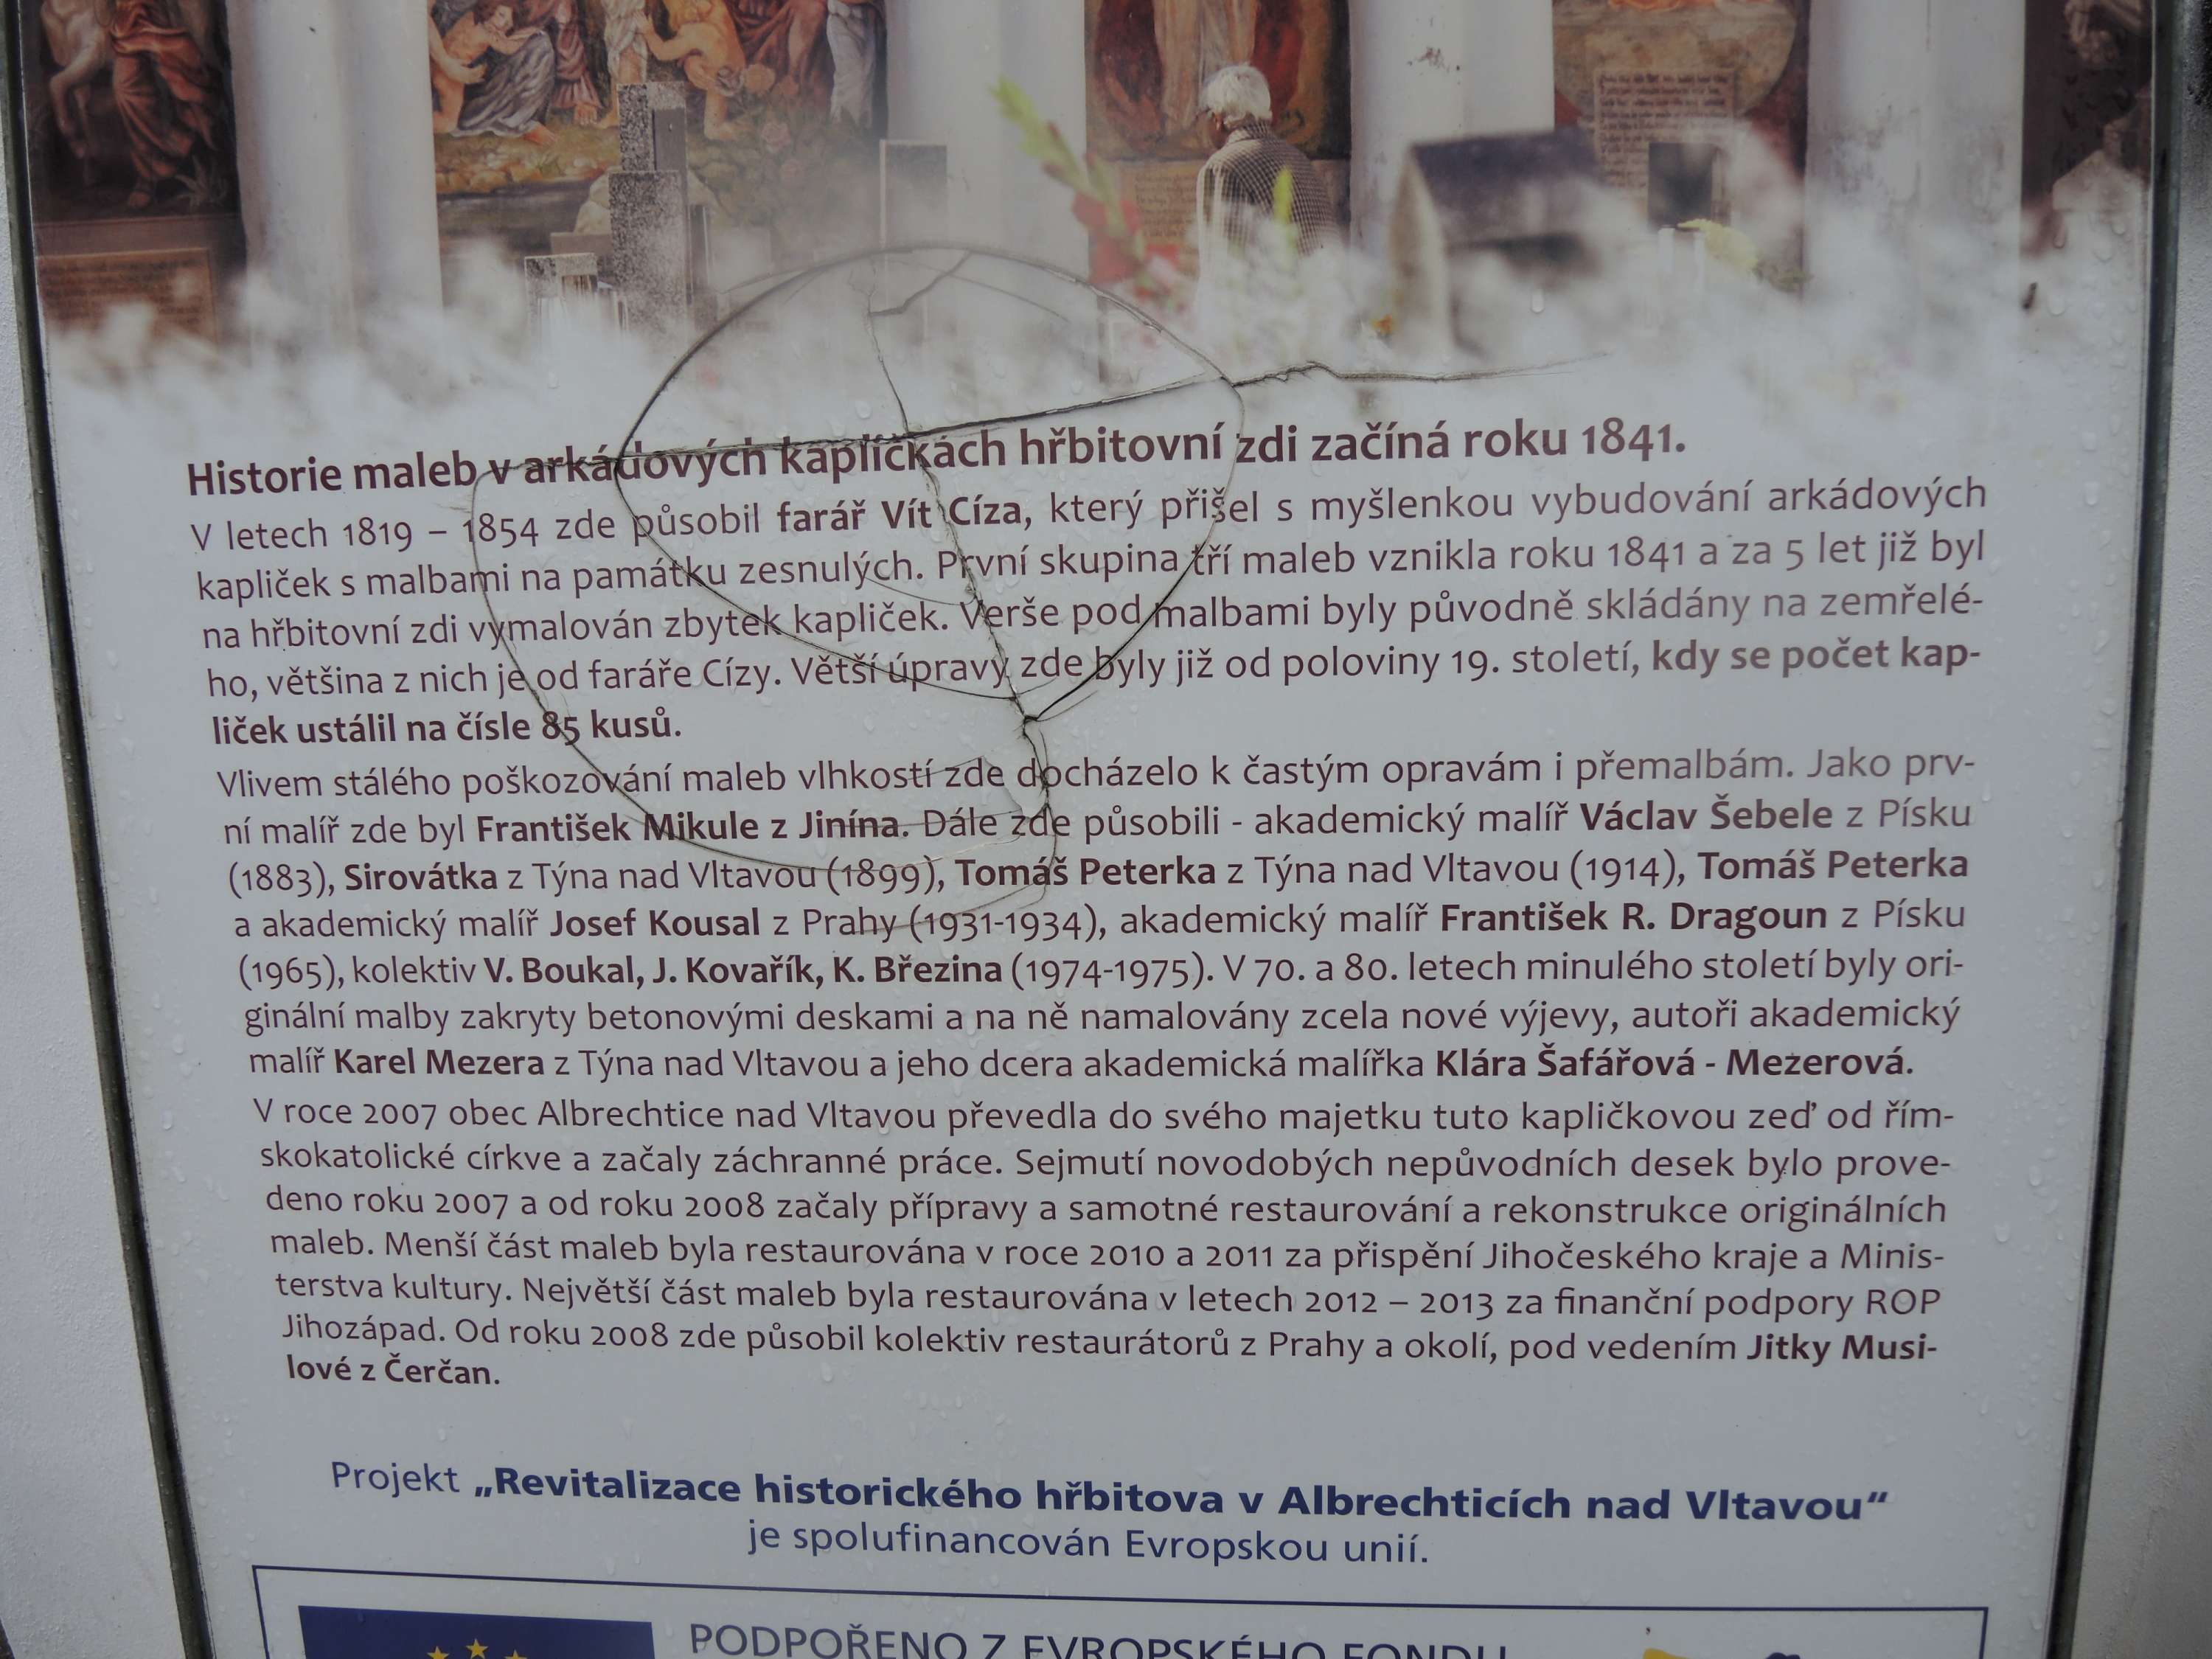 Historie maleb v arkádových kapličkách hřbitovní zdi začíná roku 1841.
V letech 1819 – 1854 zde působil farář Vít Cíza, který přišel s myšlenkou vybudování arkádových
kapliček s malbami na památku zesnulých. První skupina tří maleb vznikla roku 1841 a za 5 let již byl
na hřbitovní zdi vymalován zbytek kapliček. Verše pod malbami byly původně skládány na zemřelé-
ho, většina z nich je od faráře Cízy. Větší úpravy zde byly již od poloviny 19. století, kdy se počet kap-
liček ustálil na čísle 85 kusů.
Vlivem stálého poškozování maleb vlhkostí zde docházelo k častým opravám i přemalbám. Jako prv-
ní malíř zde byl František Mikule z Jinína. Dále zde působili - akademický malíř Václav Šebele z Písku
(1883), Sirovátka z Týna nad Vltavou (1899), Tomáš Peterka z Týna nad Vltavou (1914), Tomáš Peterka
a akademický malíř Josef Kousal z Prahy (1931-1934), akademický malíř František R. Dragoun z Písku
(1965), kolektiv V. Boukal, J. Kovařík, K. Březina (1974-1975). V 70. a 80. letech minulého století byly ori-
ginální malby zakryty betonovými deskami a na ně namalovány zcela nové výjevy, autoři akademický
malíř Karel Mezera z Týna nad Vltavou a jeho dcera akademická malířka Klára Šafářová - Mezerová.
V roce 2007 obec Albrechtice nad Vltavou převedla do svého majetku tuto kapličkovou zeď od řím-
skokatolické církve a začaly záchranné práce. Sejmutí novodobých nepůvodních desek bylo prove-
deno roku 2007 a od roku 2008 začaly přípravy a samotné restaurování a rekonstrukce originálních
maleb. Menší část maleb byla restaurována v roce 2010 a 2011 za přispění Jihočeského kraje a Minis-
terstva kultury. Největší část maleb byla restaurována v letech 2012 – 2013 za finanční podpory ROP
Jihozápad. Od roku 2008 zde působil kolektiv restaurátorů z Prahy a okolí, pod vedením Jitky Musi-
lové z Čerčan.
Projekt „Revitalizace historického hřbitova v Albrechticích nad Vltavou“
je spolufinancován Evropskou unií.
PODPOŘENO Z EVROPSKÉHO FONDU